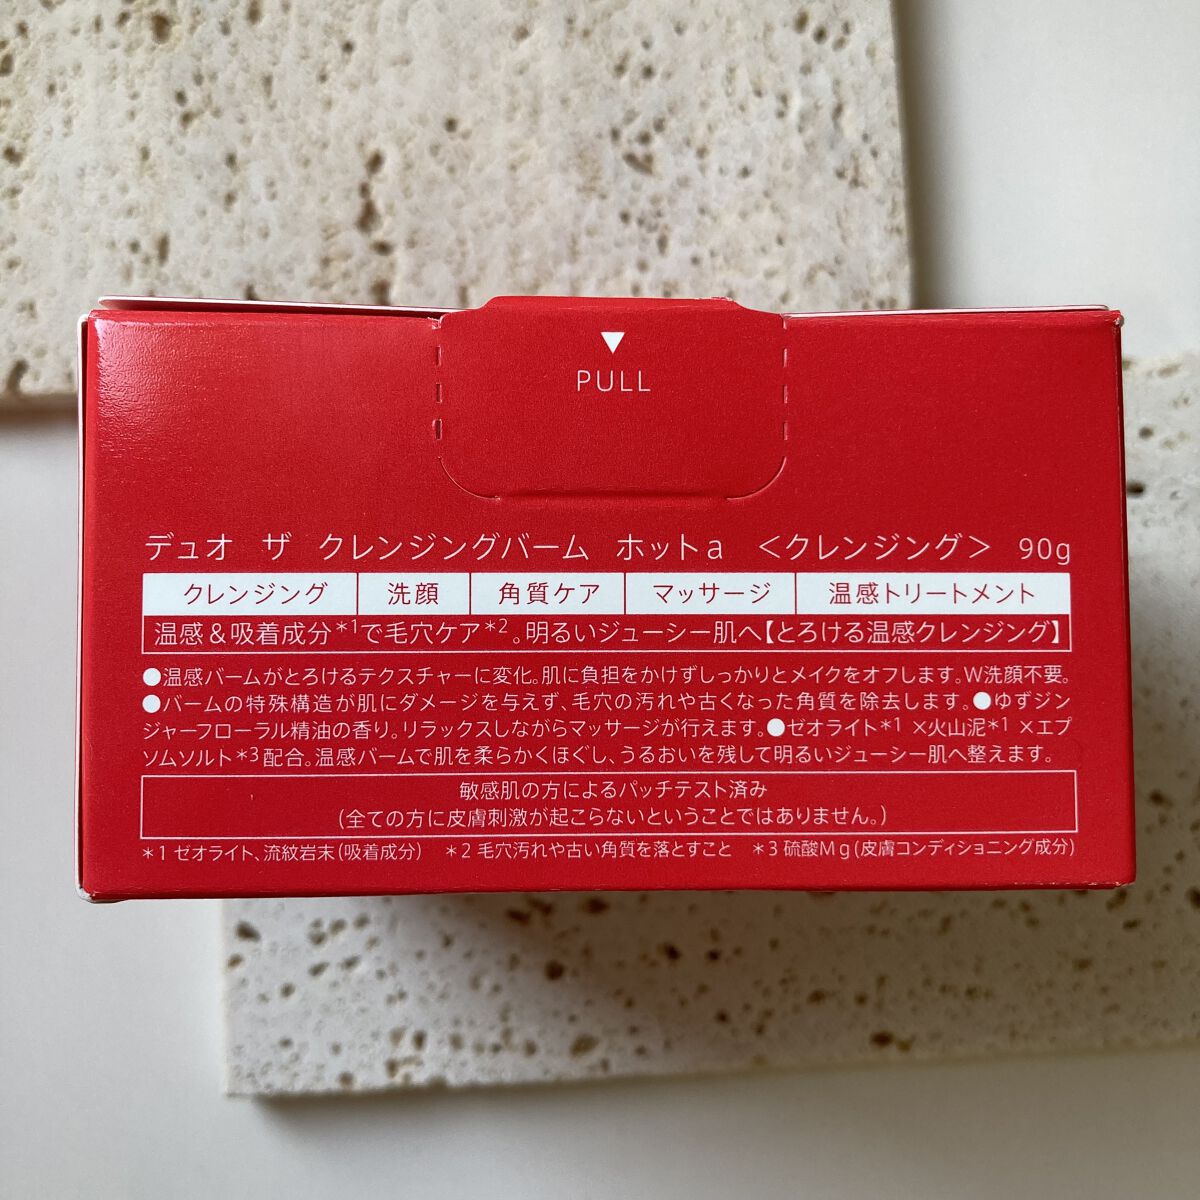 ▼
PULL
デュオ ザ クレンジングバーム ホットa ＜クレンジング＞ 90g
クレンジング 洗顔 角質ケア マッサージ 温感トリートメント
温感＆吸着成分*1で毛穴ケア*2。明るいジューシー肌へ【とろける温感クレンジング】
●温感バームがとろけるテクスチャーに変化。肌に負担をかけずしっかりとメイクをオフします。W洗顔不要。
●バームの特殊構造が肌にダメージを与えず、毛穴の汚れや古くなった角質を除去します。●ゆずジン
ジャーフローラル精油の香り。リラックスしながらマッサージが行えます。●ゼオライト*1×火山泥*1×エプ
ソムソルト*3配合。温感バームで肌を柔らかくほぐし、うるおいを残して明るいジューシー肌へ整えます。
敏感肌の方によるパッチテスト済み
（全ての方に皮膚刺激が起こらないということではありません。）
*1 ゼオライト、流紋岩末（吸着成分） *2 毛穴汚れや古い角質を落とすこと *3 硫酸Mg（皮膚コンディショニング成分）